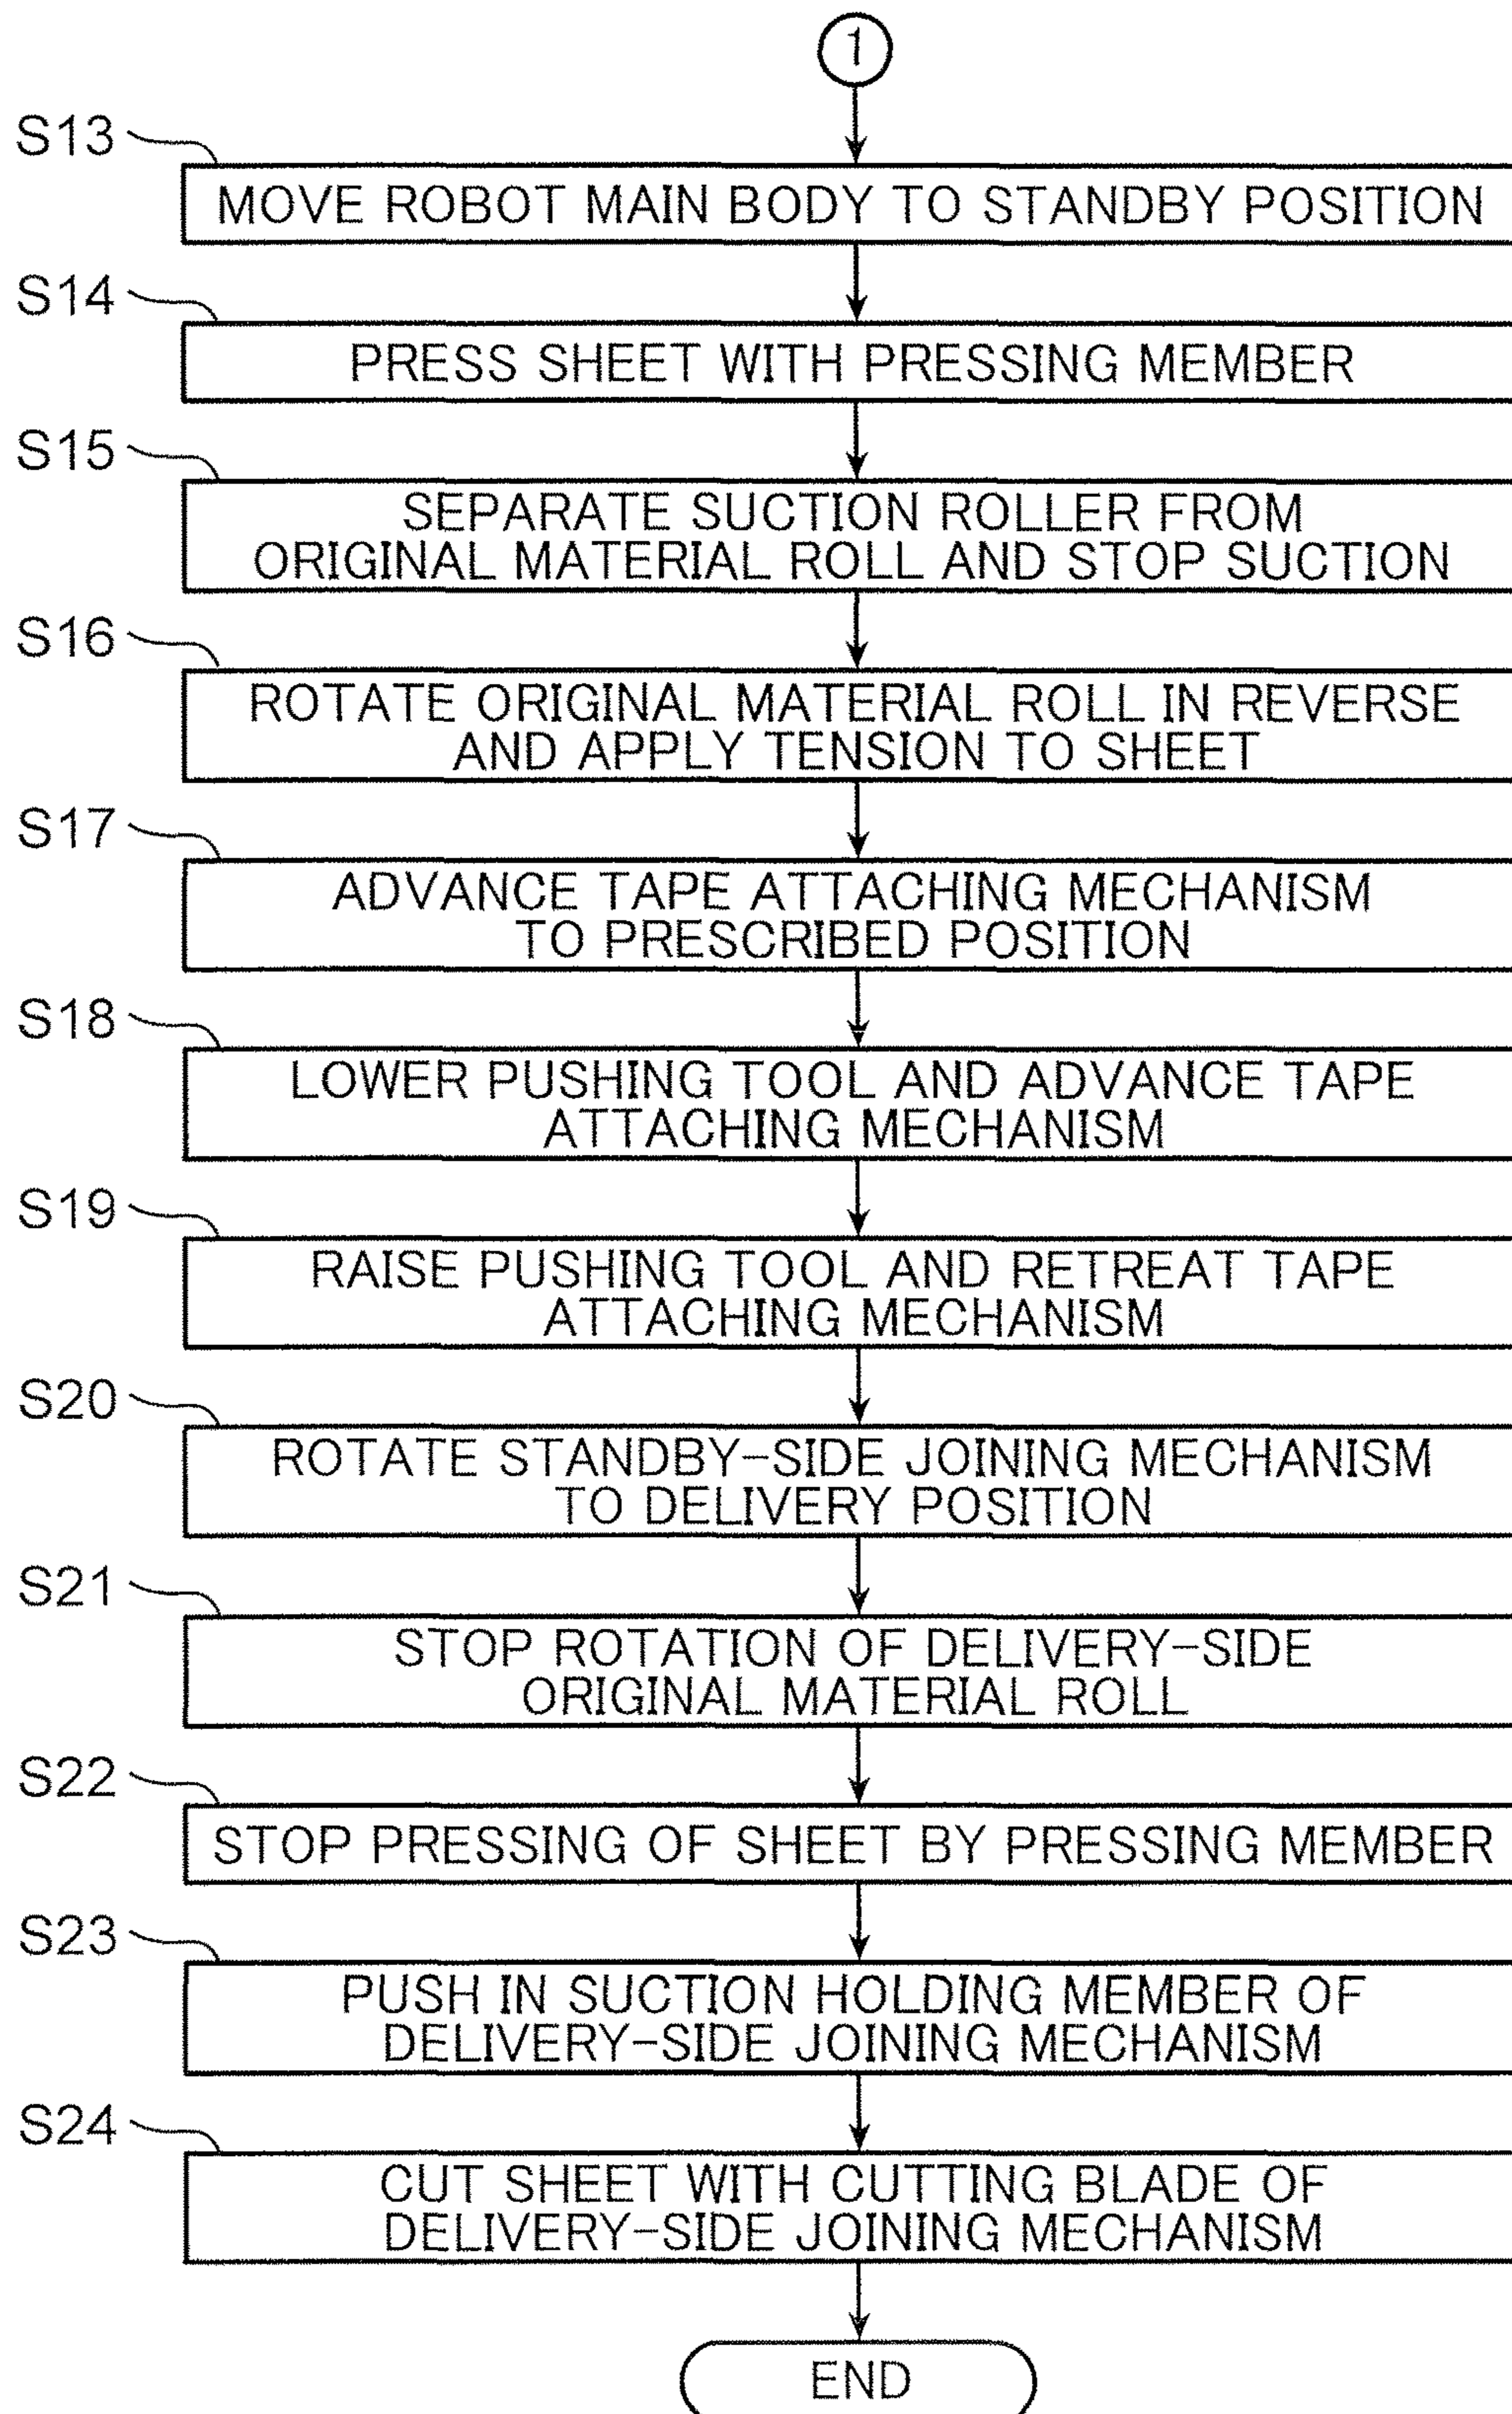 1
S13
MOVE ROBOT MAIN BODY TO STANDBY POSITION
S14
PRESS SHEET WITH PRESSING MEMBER
S15
SEPARATE SUCTION ROLLER FROM
ORIGINAL MATERIAL ROLL AND STOP SUCTION
S16
ROTATE ORIGINAL MATERIAL ROLL IN REVERSE
AND APPLY TENSION TO SHEET
S17
ADVANCE TAPE ATTACHING MECHANISM
TO PRESCRIBED POSITION
S18
LOWER PUSHING TOOL AND ADVANCE TAPE
ATTACHING MECHANISM
S19
RAISE PUSHING TOOL AND RETREAT TAPE
ATTACHING MECHANISM
S20
ROTATE STANDBY-SIDE JOINING MECHANISM
TO DELIVERY POSITION
S21
STOP ROTATION OF DELIVERY-SIDE
ORIGINAL MATERIAL ROLL
S22
STOP PRESSING OF SHEET BY PRESSING MEMBER
S23
PUSH IN SUCTION HOLDING MEMBER OF
DELIVERY-SIDE JOINING MECHANISM
S24
CUT SHEET WITH CUTTING BLADE OF
DELIVERY-SIDE JOINING MECHANISM
END